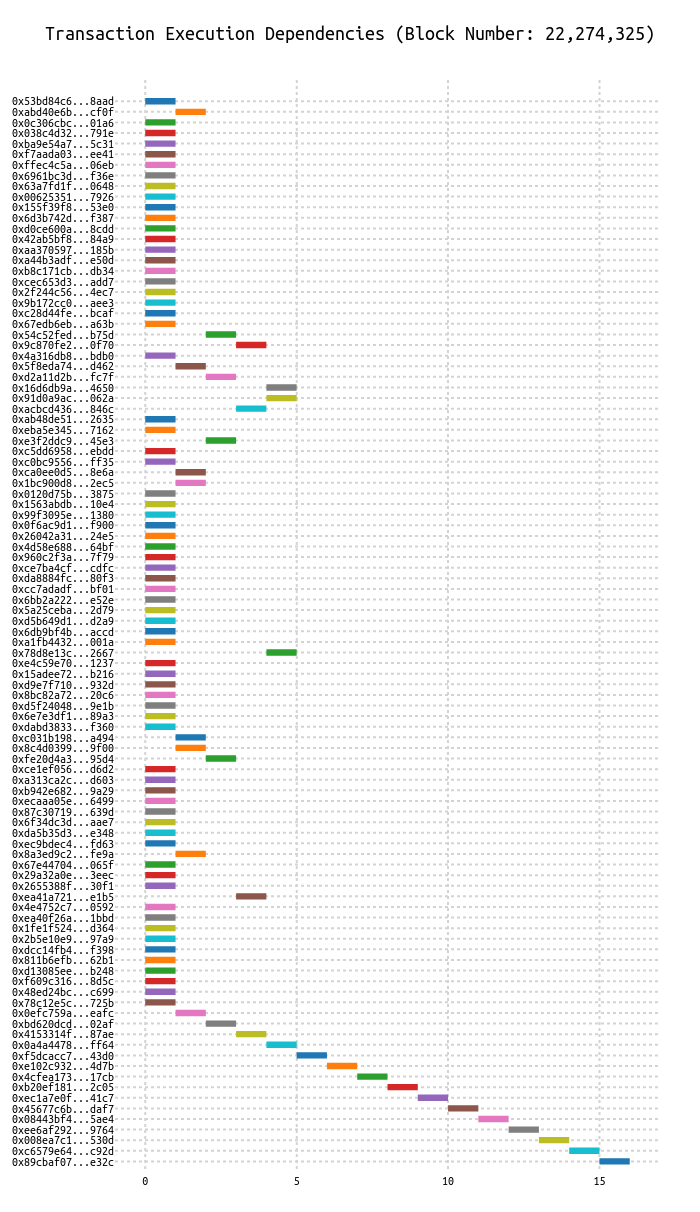 Transaction Execution Dependencies (Block Number: 22,274,325)
0x53bd84c6...8aad
0xabd40e6b...cf0f
0x0c306cbc...01a6
0x038c4d32...791e
0xba9e54a7...5c31
0xf7aada03...ee41
0xffec4c5a...06eb
0x6961bc3d...f36e
0x63a7fd1f...0648
0x00625351...7926
0x155f39f8...53e0
0x6d3b742d...f387
0xd0ce600a...8cdd
0x42ab5bf8...84a9
0xaa370597...185b
0xa44b3adf...e50d
0xb8c171cb...db34
0xcec653d3...add7
0x2f244c56...4ec7
0x9b172cc0...aee3
0xc28d44fe...bcaf
0x67edb6eb...a63b
0x54c52fed...b75d
0x9c870fe2...0f70
0x4a316db8...bdb0
0x5f8eda74...d462
0xd2a11d2b...fc7f
0x16d6db9a...4650
0x91d0a9ac...062a
0xacbcd436...846c
0xab48de51...2635
0xeba5e345...7162
0xe3f2ddc9...45e3
0xc5dd6958...ebdd
0xc0bc9556...ff35
0xca0ee0d5...8e6a
0x1bc900d8...2ec5
0x0120d75b...3875
0x1563abdb...10e4
0x99f3095e...1380
0x0f6ac9d1...f900
0x26042a31...24e5
0x4d58e688...64bf
0x960c2f3a...7f79
0xce7ba4cf...cdfc
0xda8884fc...80f3
0xcc7adadf...bf01
0x6bb2a222...e52e
0x5a25ceba...2d79
0xd5b649d1...d2a9
0x6db9bf4b...accd
0xa1fb4432...001a
0x78d8e13c...2667
0xe4c59e70...1237
0x15adee72...b216
0xd9e7f710...932d
0x8bc82a72...20c6
0xd5f24048...9e1b
0x6e7e3df1...89a3
0xdabd3833...f360
0xc031b198...a494
0x8c4d0399...9f00
0xfe20d4a3...95d4
0xce1ef056...d6d2
0xa313ca2c...d603
0xb942e682...9a29
0xecaaa05e...6499
0x87c30719...639d
0x6f34dc3d...aae7
0xda5b35d3...e348
0xec9bdec4...fd63
0x8a3ed9c2...fe9a
0x67e44704...065f
0x29a32a0e...3eec
0x2655388f...30f1
0xea41a721...e1b5
0x4e4752c7...0592
0xea40f26a...1bbd
0x1fe1f524...d364
0x2b5e10e9...97a9
0xdcc14fb4...f398
0x811b6efb...62b1
0xd13085ee...b248
0xf609c316...8d5c
0x48ed24bc...c699
0x78c12e5c...725b
0x0efc759a...eafc
0xbd620dcd...02af
0x4153314f...87ae
0x0a4a4478...ff64
0xf5dcacc7...43d0
0xe102c932...4d7b
0x4cfea173...17cb
0xb20ef181...2c05
0xec1a7e0f...41c7
0x45677c6b...daf7
0x08443bf4...5ae4
0xee6af292...9764
0x008ea7c1...530d
0xc6579e64...c92d
0x89cbaf07...e32c
0 5 10 15